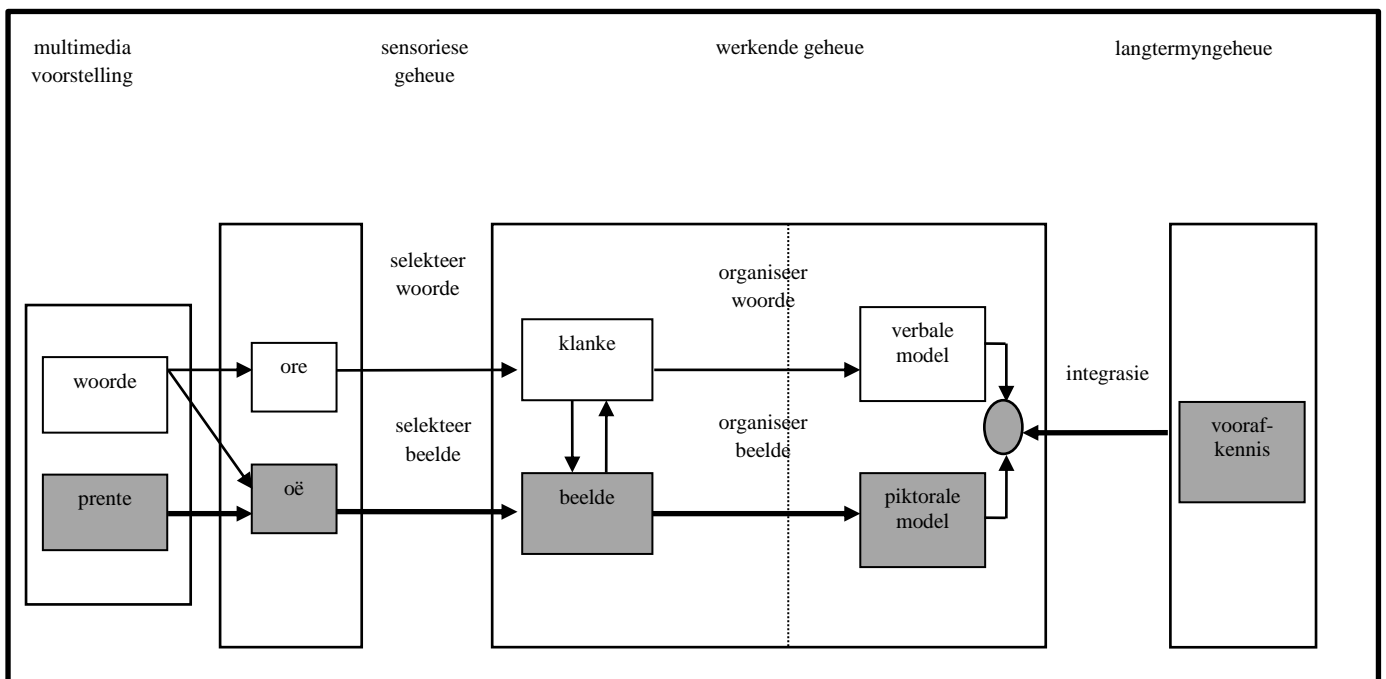 multimedia
voorstelling
sensoriese
geheue
werkende geheue
langtermyngeheue
selekteer
woorde
organiseer
woorde
woorde
ore
klanke
verbale
model
integrasie
selekteer
beelde
organiseer
beelde
vooraf-
kennis
prente
oë
beelde
piktorale
model